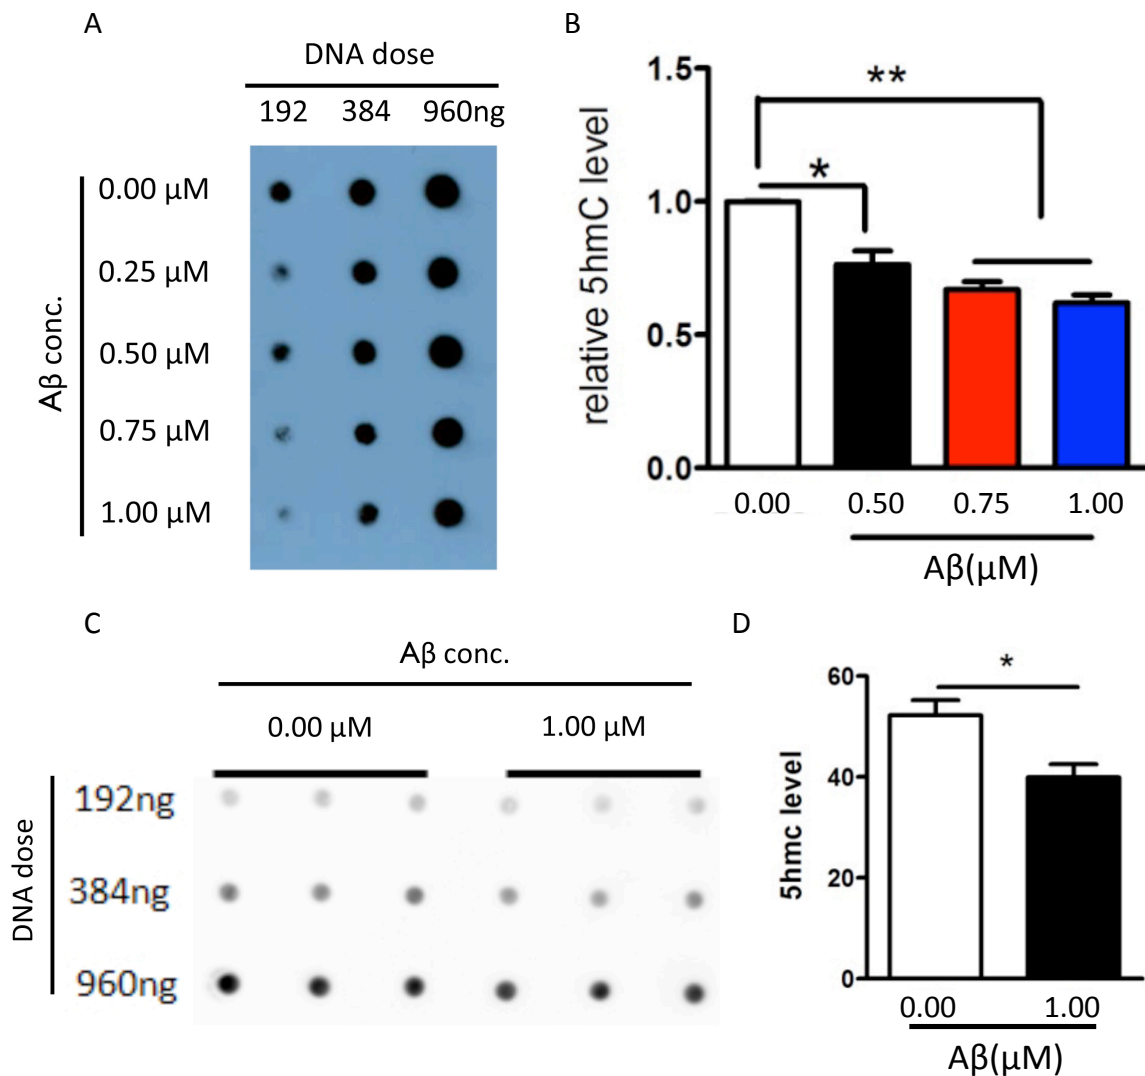 A
DNA dose
192 384 960ng
Aβ conc.
0.00 µM
0.25 µM
0.50 µM
0.75 µM
1.00 µM
B
relative 5hmC level
1.5
1.0
0.5
0.0
**
*
0.00 0.50 0.75 1.00
Aβ(µM)
C
Aβ conc.
0.00 µM 1.00 µM
DNA dose
192ng
384ng
960ng
D
5hmc level
60
40
20
0
*
0.00 1.00
Aβ(µM)